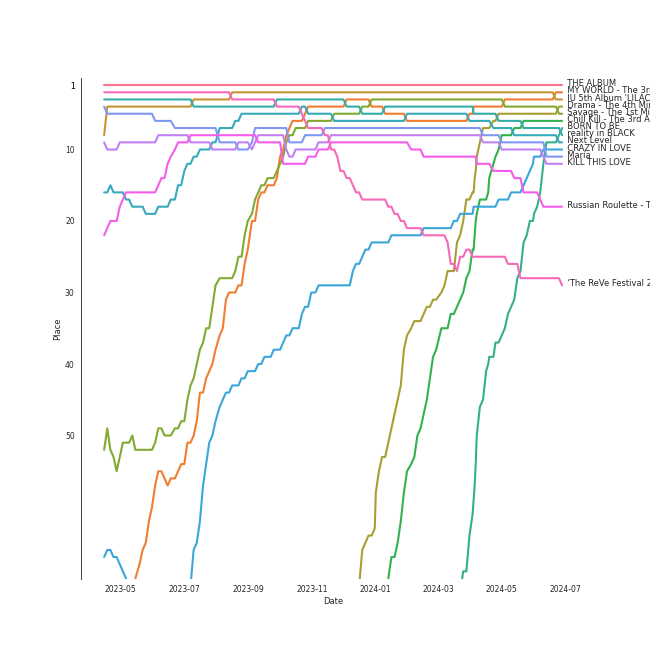 1
10
20
30
40
50
Place
2023-05
2023-07
2023-09
2023-11
2024-01
2024-03
2024-05
2024-07
Date
THE ALBUM
MY WORLD - The 3r
IU 5th Album 'LILAC
Drama - The 4th Min
Savage - The 1st Mi
Chill Kill - The 3rd A
BORN TO BE
reality in BLACK
Next Level
CRAZY IN LOVE
Maria
KILL THIS LOVE
Russian Roulette - T
'The ReVe Festival 2